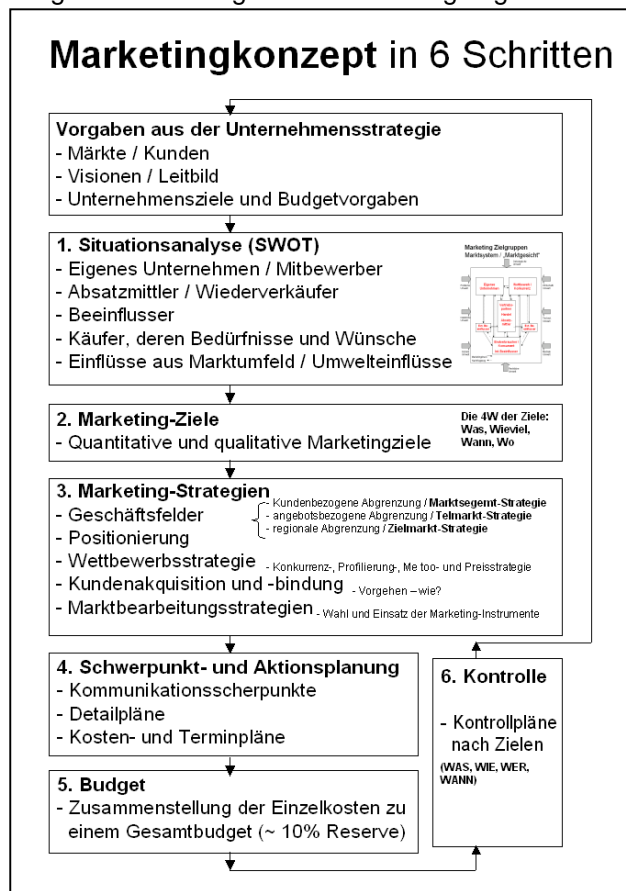 Marketingkonzept in 6 Schritten
Vorgaben aus der Unternehmensstrategie
- Märkte / Kunden
- Visionen / Leitbild
- Unternehmensziele und Budgetvorgaben
1. Situationsanalyse (SWOT)
- Eigenes Unternehmen / Mitbewerber
- Absatzmittler / Wiederverkäufer
- Beeinflusser
- Käufer, deren Bedürfnisse und Wünsche
- Einflüsse aus Marktumfeld / Umwelteinflüsse
Marketing Zielgruppen
Marktsystem / „Marktgesicht"
2. Marketing-Ziele
- Quantitative und qualitative Marketingziele
Die 4W der Ziele:
Was, Wieviel,
Wann, Wo
3. Marketing-Strategien
- Geschäftsfelder
- Positionierung
- Wettbewerbsstrategie
- Kundenakquisition und -bindung
- Marktbearbeitungsstrategien
- Kundenbezogene Abgrenzung / Marktsegemt-Strategie
- angebotsbezogene Abgrenzung / Telmarkt-Strategie
- regionale Abgrenzung / Zielmarkt-Strategie
- Konkurrenz-, Profilierung-, Me too- und Preisstrategie
- Vorgehen – wie?
- Wahl und Einsatz der Marketing-Instrumente
4. Schwerpunkt- und Aktionsplanung
- Kommunikationsscherpunkte
- Detailpläne
- Kosten- und Terminpläne
5. Budget
- Zusammenstellung der Einzelkosten zu
einem Gesamtbudget (~ 10% Reserve)
6. Kontrolle
- Kontrollpläne
nach Zielen
(WAS, WIE, WER,
WANN)